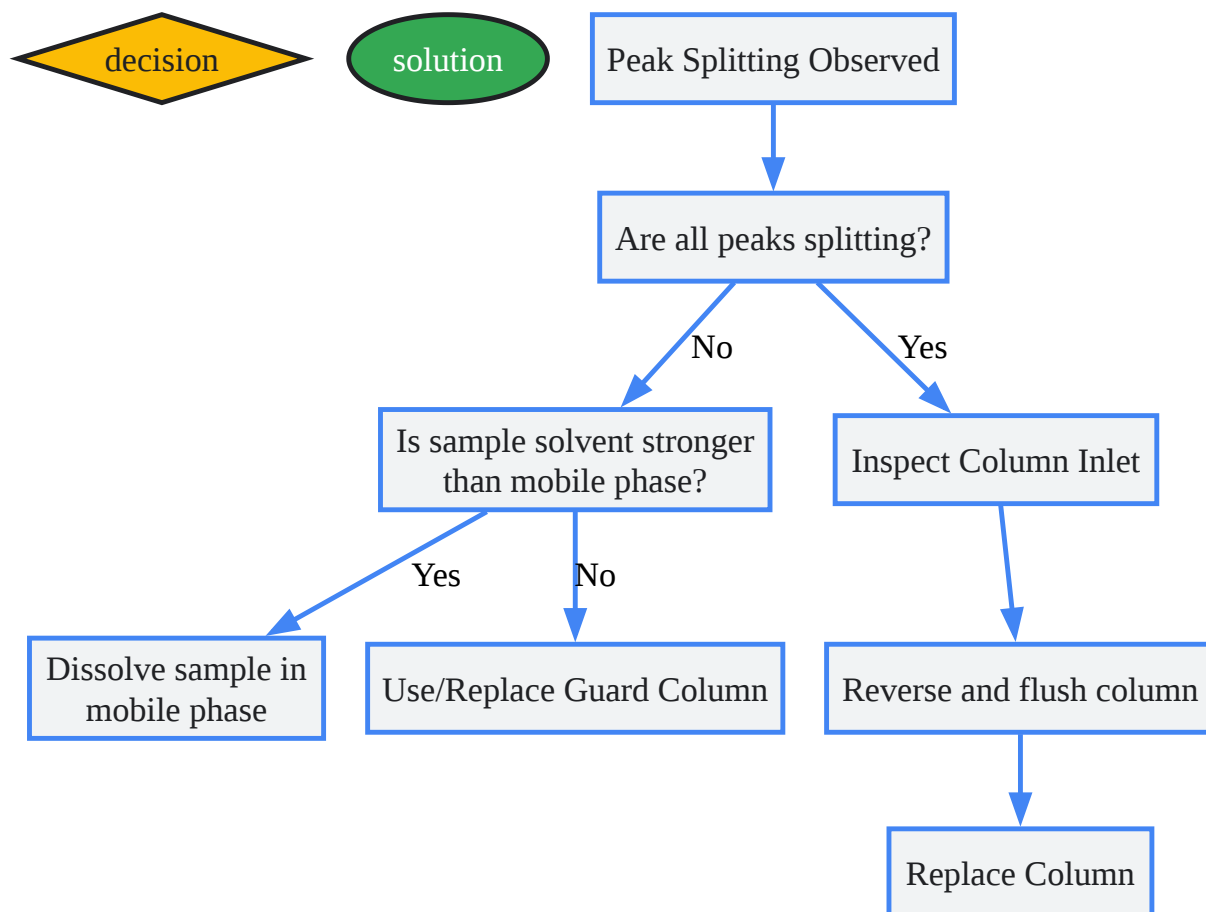 decision
solution
Peak Splitting Observed
Are all peaks splitting?
No
Yes
Is sample solvent stronger
than mobile phase?
Inspect Column Inlet
Yes
No
Dissolve sample in
mobile phase
Use/Replace Guard Column
Reverse and flush column
Replace Column